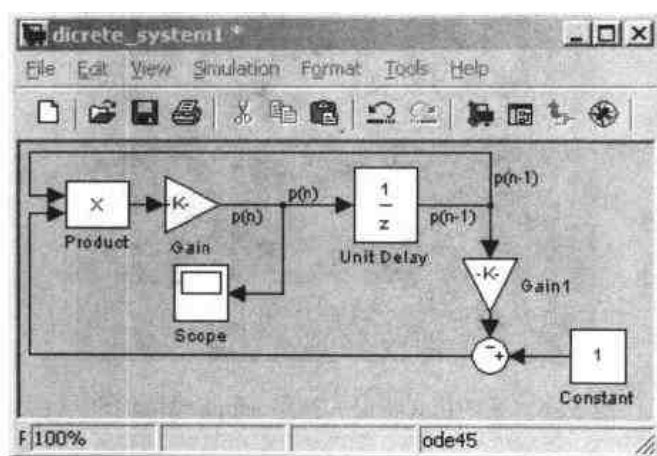 dicrete_system1 *
File Edit View Simulation Format Tools Help
p(n-1)
X
-K-
p(n)
p(n)
1
z
p(n-1)
Product
Gain
Unit Delay
-K-
Gain1
Scope
-
+
1
Constant
F 100%
ode45